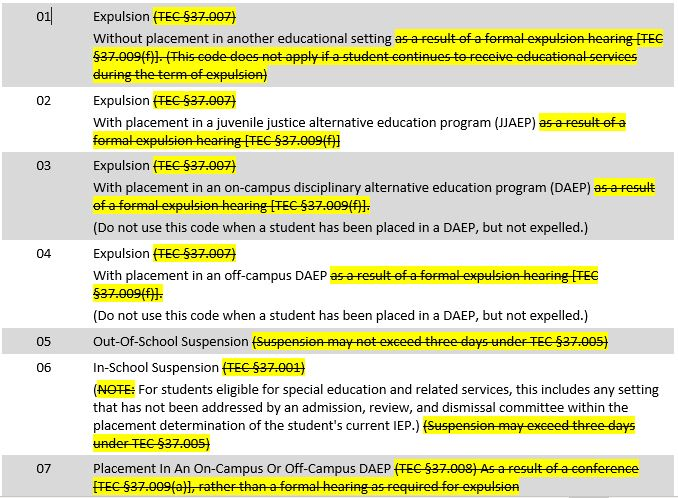 01 Expulsion (TEC §37.007)
Without placement in another educational setting as a result of a formal expulsion hearing [TEC
§37.009(f)]. (This code does not apply if a student continues to receive educational services
during the term of expulsion)
02 Expulsion (TEC §37.007)
With placement in a juvenile justice alternative education program (JJAEP) as a result of a
formal expulsion hearing [TEC §37.009(f)]
03 Expulsion (TEC §37.007)
With placement in an on-campus disciplinary alternative education program (DAEP) as a result
of a formal expulsion hearing [TEC §37.009(f)].
(Do not use this code when a student has been placed in a DAEP, but not expelled.)
04 Expulsion (TEC §37.007)
With placement in an off-campus DAEP as a result of a formal expulsion hearing [TEC
§37.009(f)].
(Do not use this code when a student has been placed in a DAEP, but not expelled.)
05 Out-Of-School Suspension (Suspension may not exceed three days under TEC §37.005)
06 In-School Suspension (TEC §37.001)
(NOTE: For students eligible for special education and related services, this includes any setting
that has not been addressed by an admission, review, and dismissal committee within the
placement determination of the student's current IEP.) (Suspension may exceed three days
under TEC §37.005)
07 Placement In An On-Campus Or Off-Campus DAEP (TEC §37.008) As a result of a conference
[TEC §37.009(a)], rather than a formal hearing as required for expulsion